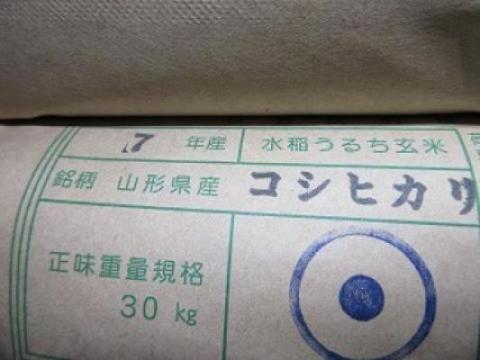 .7 年産 水稲うるち玄米
銘柄 山形県産 コシヒカリ
正味重量規格
30 kg